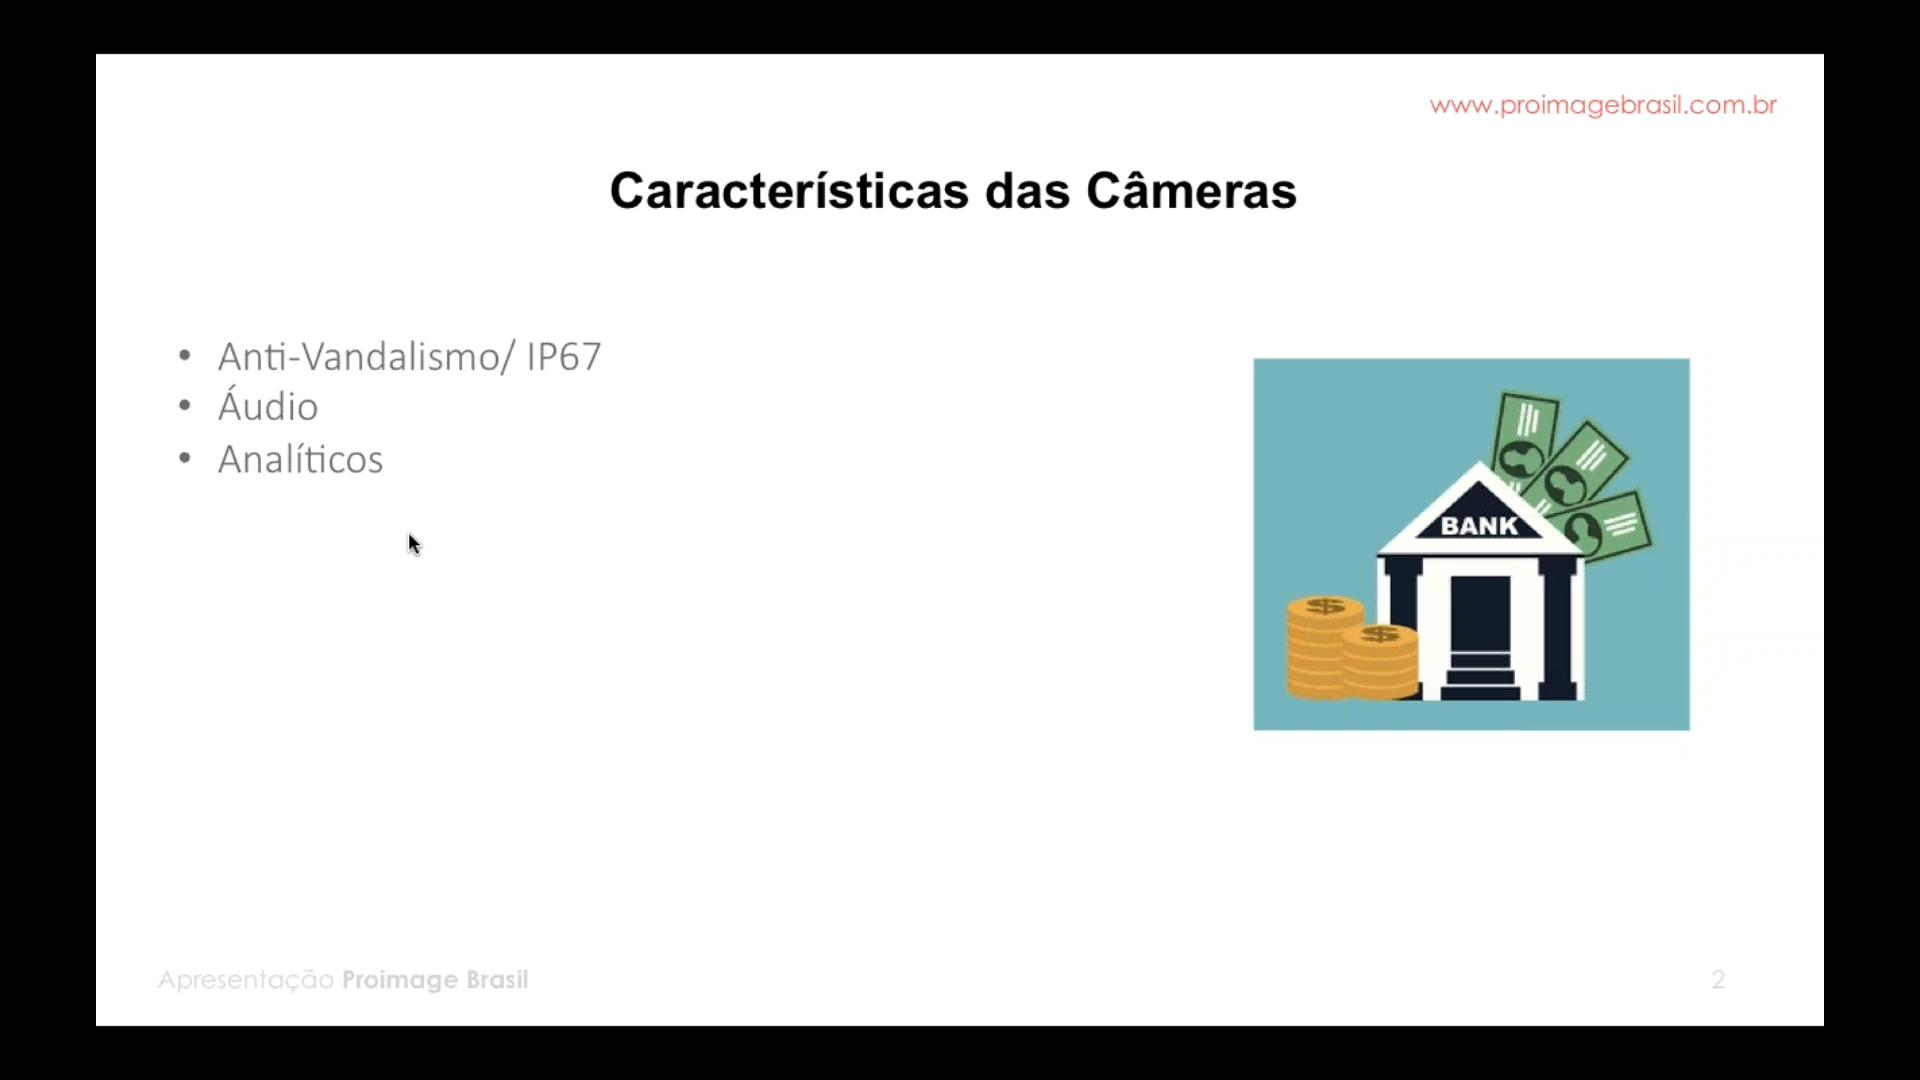 www.proimagebrasil.com.br
Características das Câmeras
• Anti-Vandalismo/ IP67
• Áudio
• Analíticos
BANK
$
$
Apresentação Proimage Brasil
2